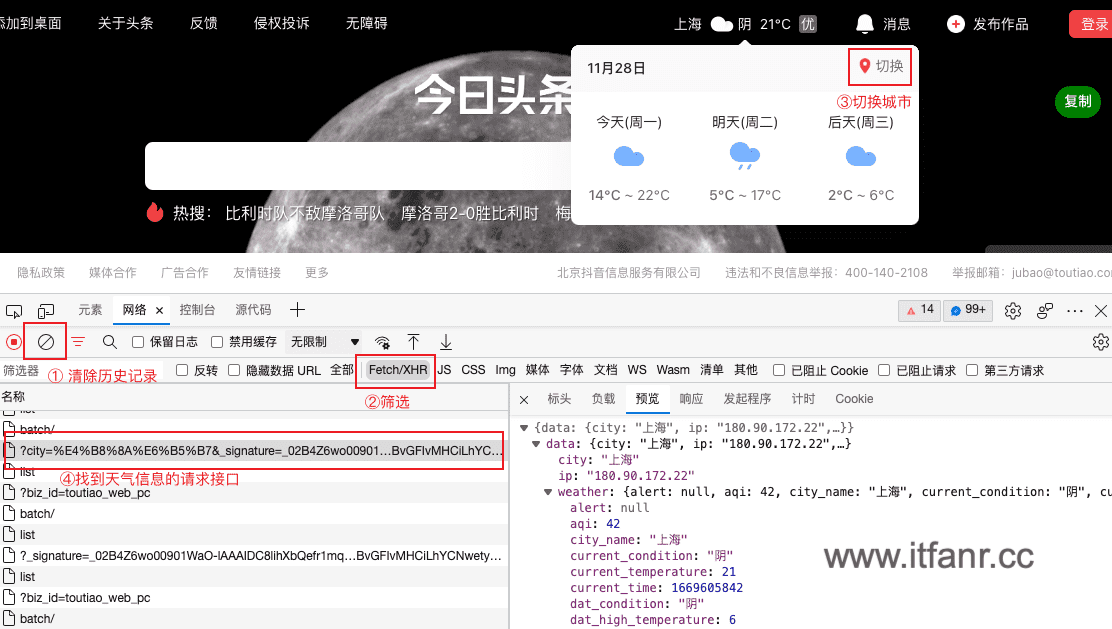 添加到桌面 关于头条 反馈 侵权投诉 无障碍 上海 阴 21°C 优 消息 发布作品 登录
今日头条
11月28日 切换
③切换城市
今天(周一) 明天(周二) 后天(周三)
14°C ~ 22°C 5°C ~ 17°C 2°C ~ 6°C
复制
热搜： 比利时队不敌摩洛哥队 摩洛哥2-0胜比利时 梅
隐私政策 媒体合作 广告合作 友情链接 更多 北京抖音信息服务有限公司 违法和不良信息举报：400-140-2108 举报邮箱：jubao@toutiao.co
元素 网络 控制台 源代码 14 99+
保留日志 禁用缓存 无限制
筛选器 反转 隐藏数据 URL 全部 Fetch/XHR JS CSS Img 媒体 字体 文档 WS Wasm 清单 其他 已阻止 Cookie 已阻止请求 第三方请求
① 清除历史记录
②筛选
名称
list
batch/
?city=%E4%B8%8A%E6%B5%B7&_signature=_02B4Z6wo00901...BvGFIvMHCiLhYC...
list
④找到天气信息的请求接口
?biz_id=toutiao_web_pc
batch/
list
?_signature=_02B4Z6wo00901WaO-lAAAIDC8lihXbQefr1mq...BvGFIvMHCiLhYCNwety...
list
?biz_id=toutiao_web_pc
batch/
标头 负载 预览 响应 发起程序 计时 Cookie
{data: {city: "上海", ip: "180.90.172.22",…}}
data: {city: "上海", ip: "180.90.172.22",…}
city: "上海"
ip: "180.90.172.22"
weather: {alert: null, aqi: 42, city_name: "上海", current_condition: "阴", cu
alert: null
aqi: 42
city_name: "上海"
current_condition: "阴"
current_temperature: 21
current_time: 1669605842
dat_condition: "阴"
dat_high_temperature: 6
www.itfanr.cc